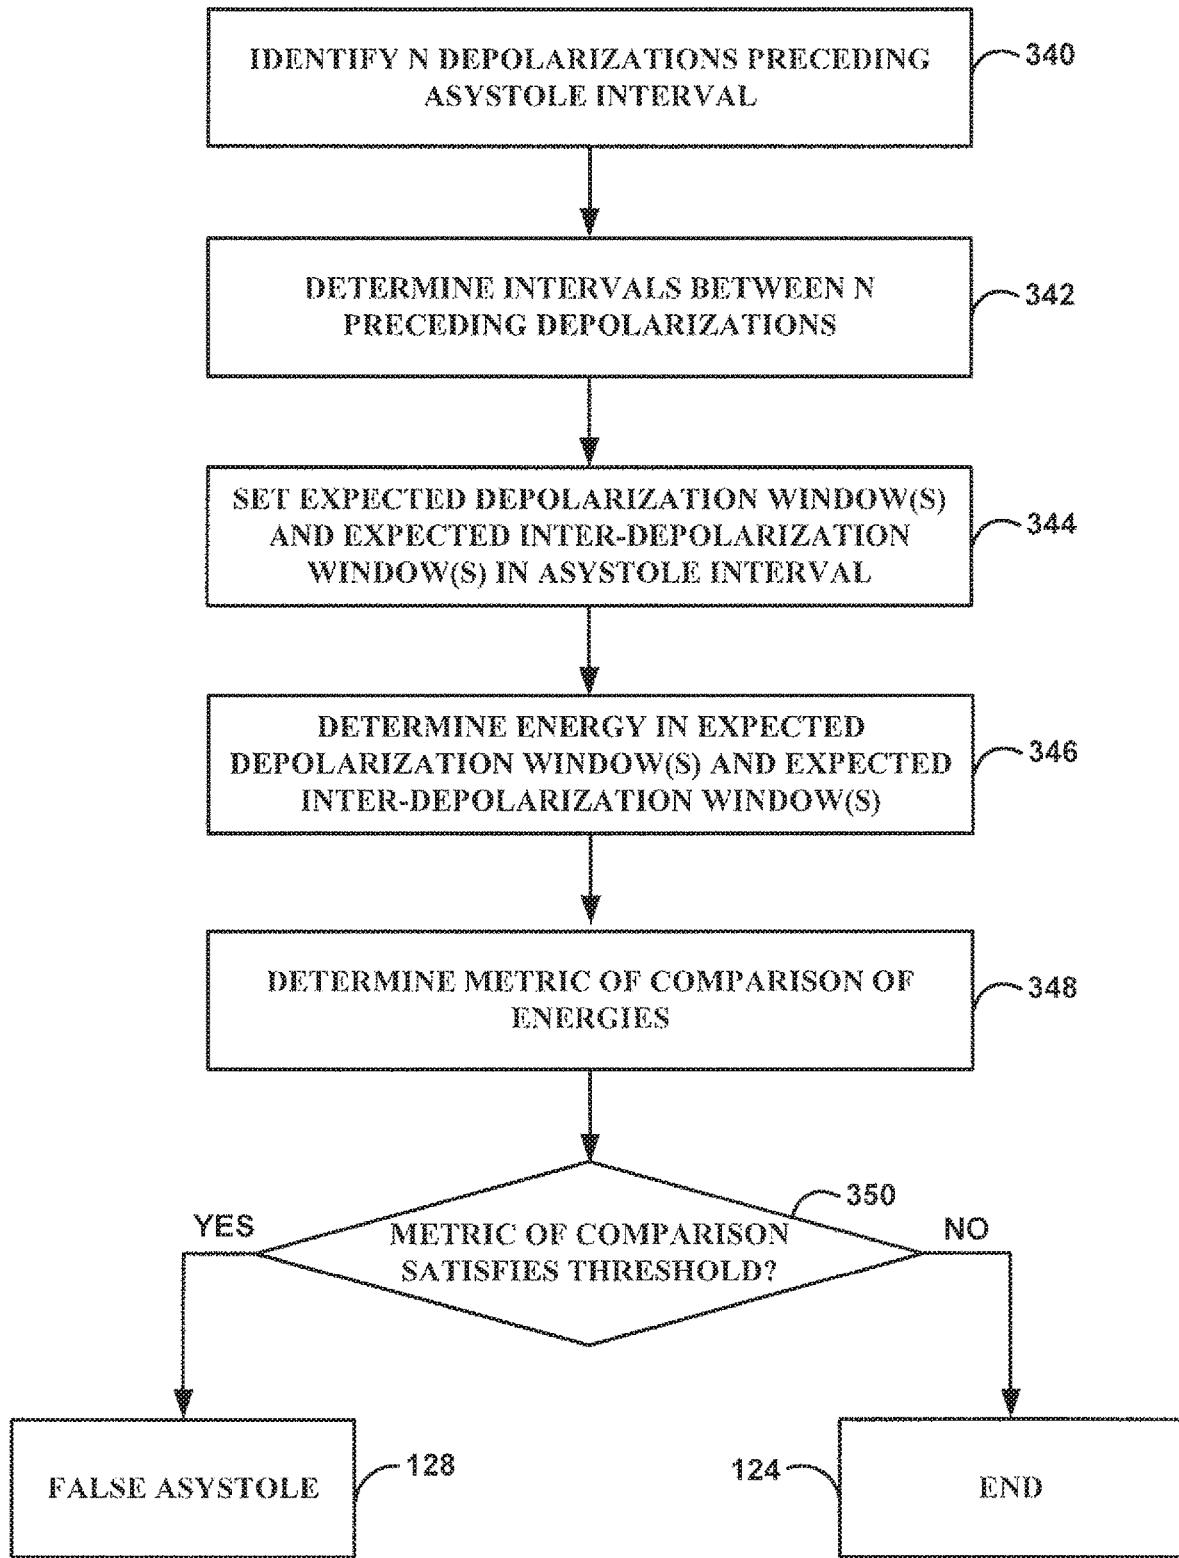 IDENTIFY N DEPOLARIZATIONS PRECEDING
ASYSTOLE INTERVAL
340
DETERMINE INTERVALS BETWEEN N
PRECEDING DEPOLARIZATIONS
342
SET EXPECTED DEPOLARIZATION WINDOW(S)
AND EXPECTED INTER-DEPOLARIZATION
WINDOW(S) IN ASYSTOLE INTERVAL
344
DETERMINE ENERGY IN EXPECTED
DEPOLARIZATION WINDOW(S) AND EXPECTED
INTER-DEPOLARIZATION WINDOW(S)
346
DETERMINE METRIC OF COMPARISON OF
ENERGIES
348
350
YES
METRIC OF COMPARISON
SATISFIES THRESHOLD?
NO
FALSE ASYSTOLE
128
124
END